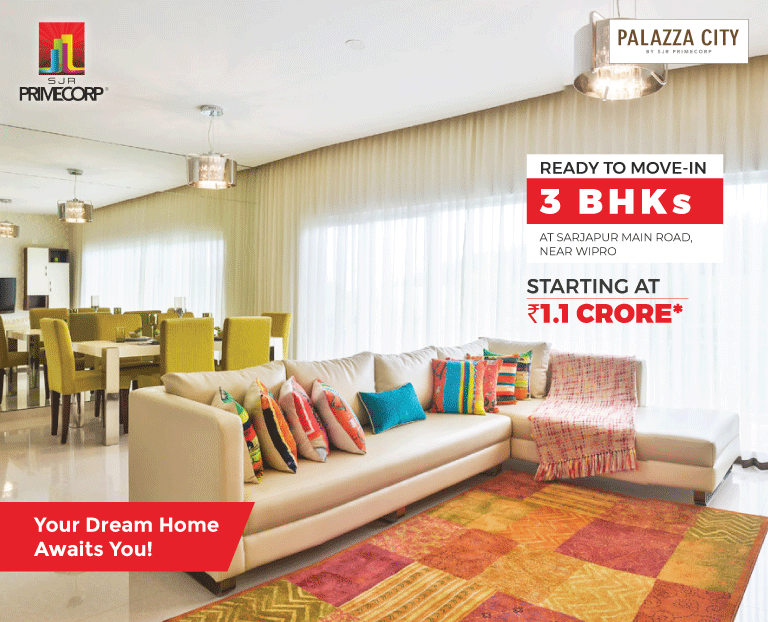 SJR
PRIMECORP®
PALAZZA CITY
BY SJR PRIMECORP
READY TO MOVE-IN
3 BHKs
AT SARJAPUR MAIN ROAD,
NEAR WIPRO
STARTING AT
₹1.1 CRORE*
Your Dream Home
Awaits You!